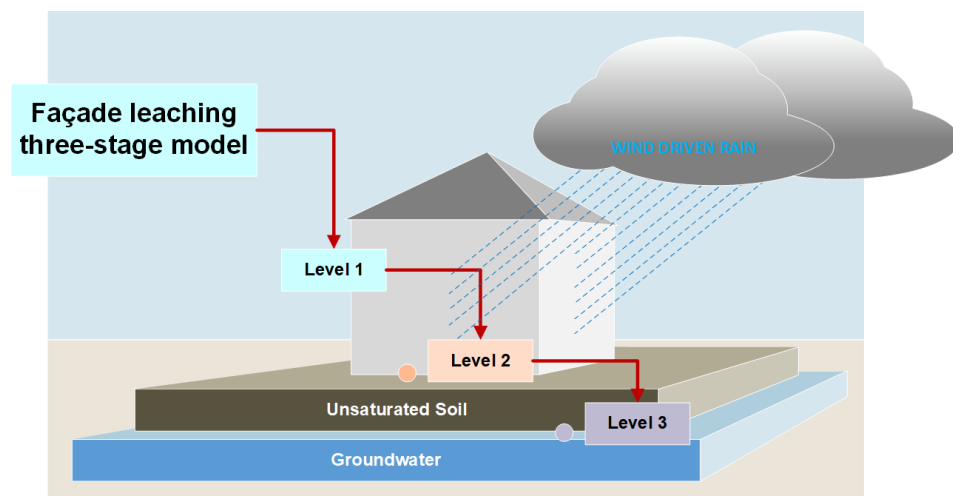 Façade leaching
three-stage model
WIND DRIVEN RAIN
Level 1
Level 2
Unsaturated Soil
Level 3
Groundwater